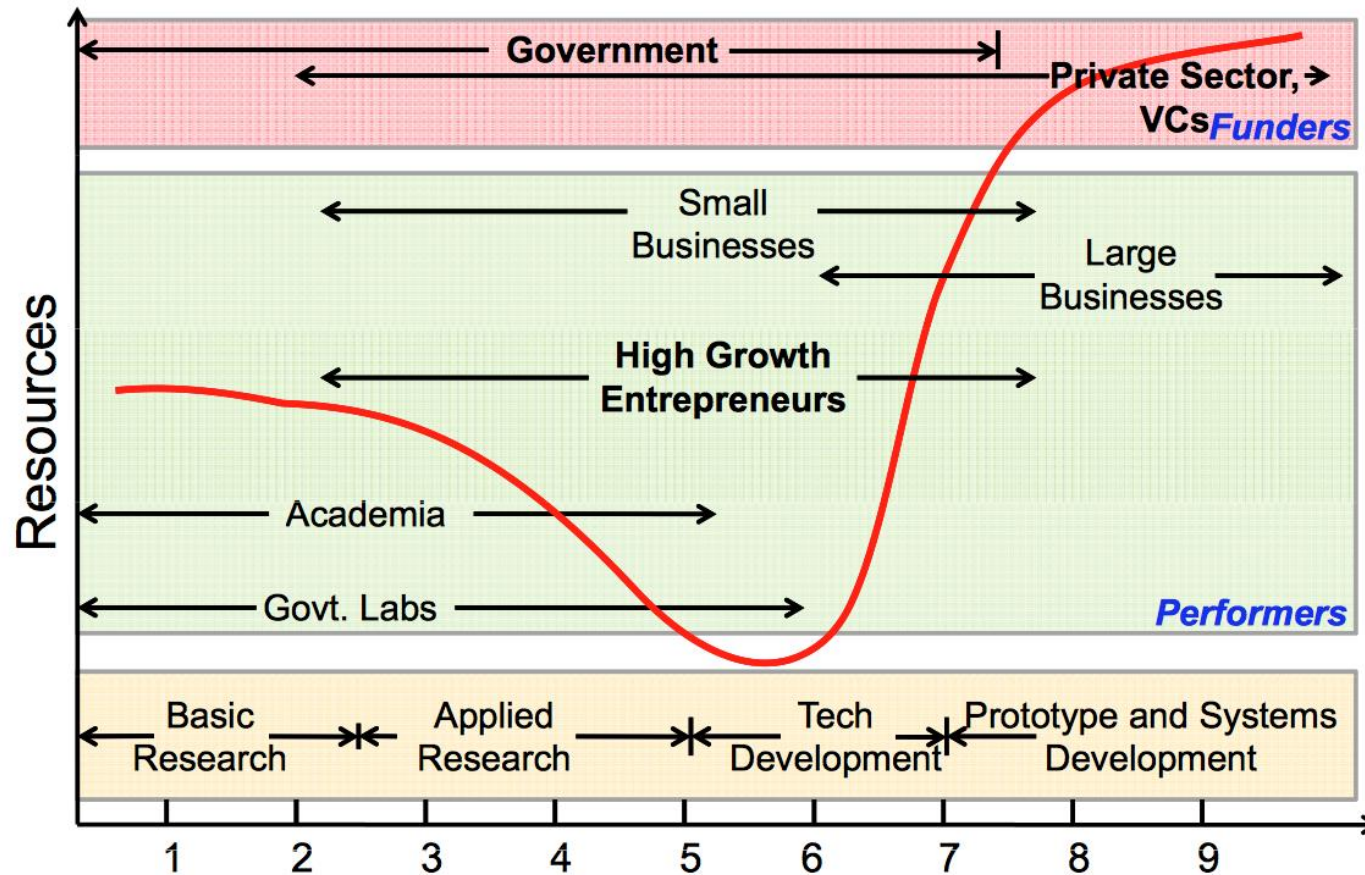 Government
Private Sector,
VCs
Funders
Small
Businesses
Large
Businesses
High Growth
Entrepreneurs
Resources
Academia
Govt. Labs
Performers
Basic
Research
Applied
Research
Tech
Development
Prototype and Systems
Development
1 2 3 4 5 6 7 8 9